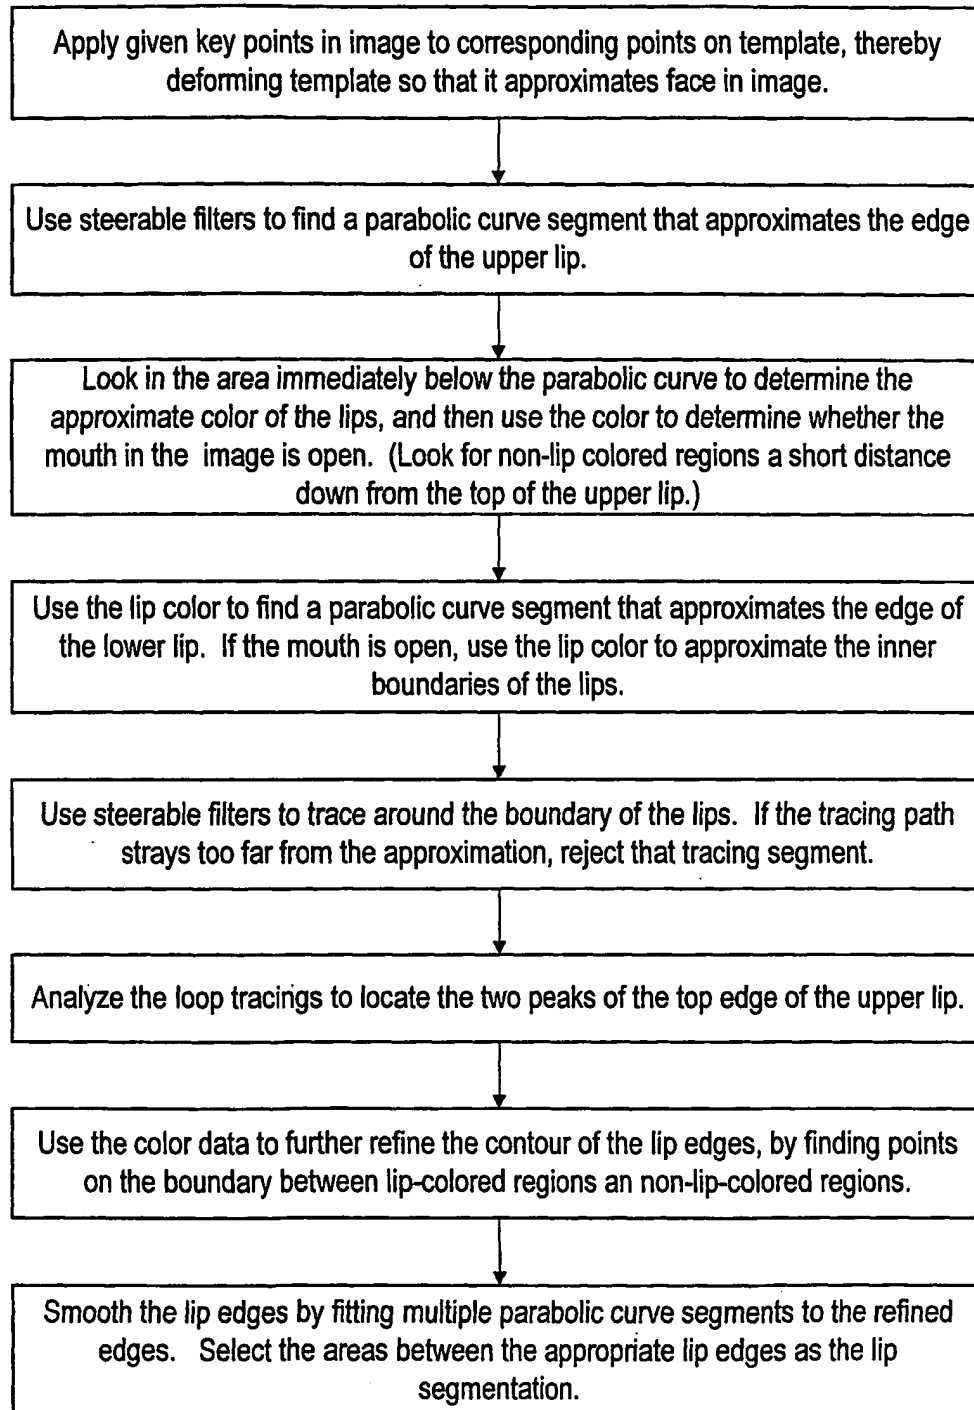 Apply given key points in image to corresponding points on template, thereby
deforming template so that it approximates face in image.
Use steerable filters to find a parabolic curve segment that approximates the edge
of the upper lip.
Look in the area immediately below the parabolic curve to determine the
approximate color of the lips, and then use the color to determine whether the
mouth in the image is open. (Look for non-lip colored regions a short distance
down from the top of the upper lip.)
Use the lip color to find a parabolic curve segment that approximates the edge of
the lower lip. If the mouth is open, use the lip color to approximate the inner
boundaries of the lips.
Use steerable filters to trace around the boundary of the lips. If the tracing path
strays too far from the approximation, reject that tracing segment.
Analyze the loop tracings to locate the two peaks of the top edge of the upper lip.
Use the color data to further refine the contour of the lip edges, by finding points
on the boundary between lip-colored regions an non-lip-colored regions.
Smooth the lip edges by fitting multiple parabolic curve segments to the refined
edges. Select the areas between the appropriate lip edges as the lip
segmentation.